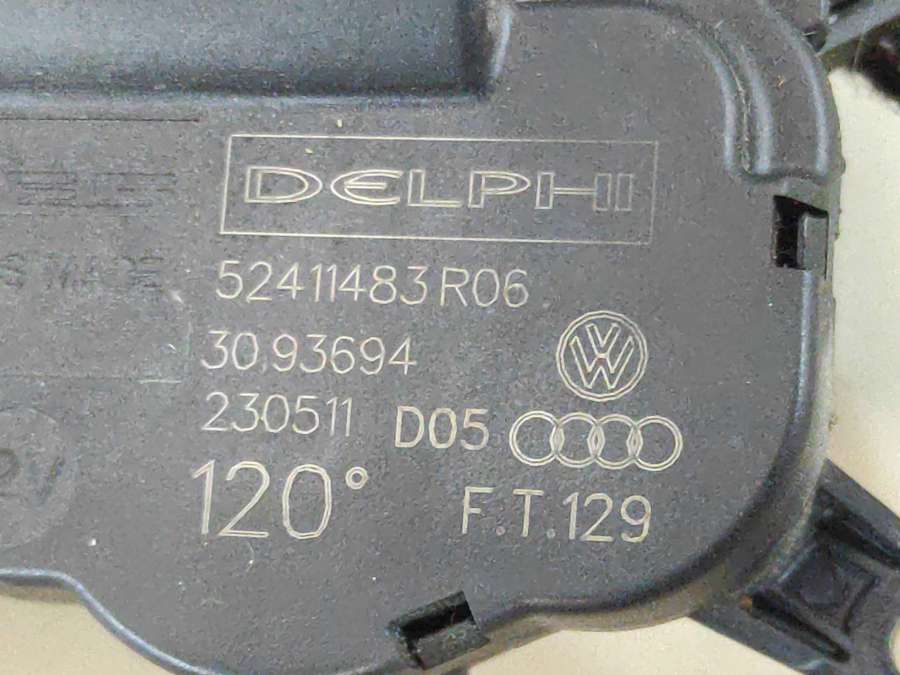 DELPHI
52411483 R06
30.93694
230511 D05
120° F.T.129